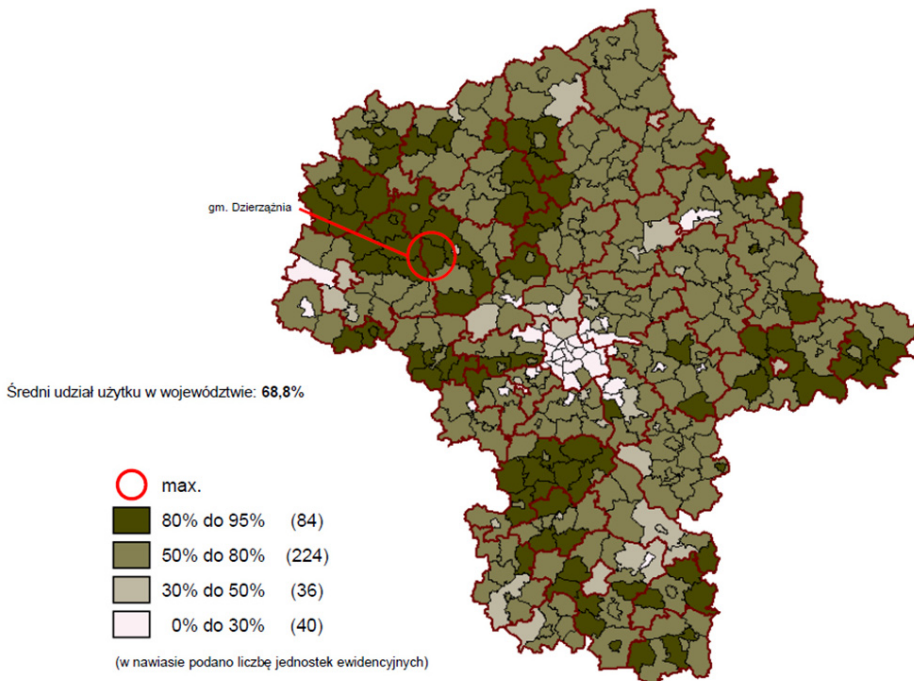 gm. Dzierzążnia
Średni udział użytku w województwie: 68,8%
max.
80% do 95% (84)
50% do 80% (224)
30% do 50% (36)
0% do 30% (40)
(w nawiasie podano liczbę jednostek ewidencyjnych)